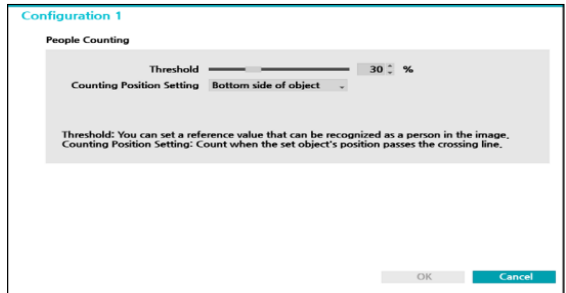 Configuration 1
People Counting
Threshold 30 %
Counting Position Setting Bottom side of object
Threshold: You can set a reference value that can be recognized as a person in the image.
Counting Position Setting: Count when the set object's position passes the crossing line.
OK Cancel